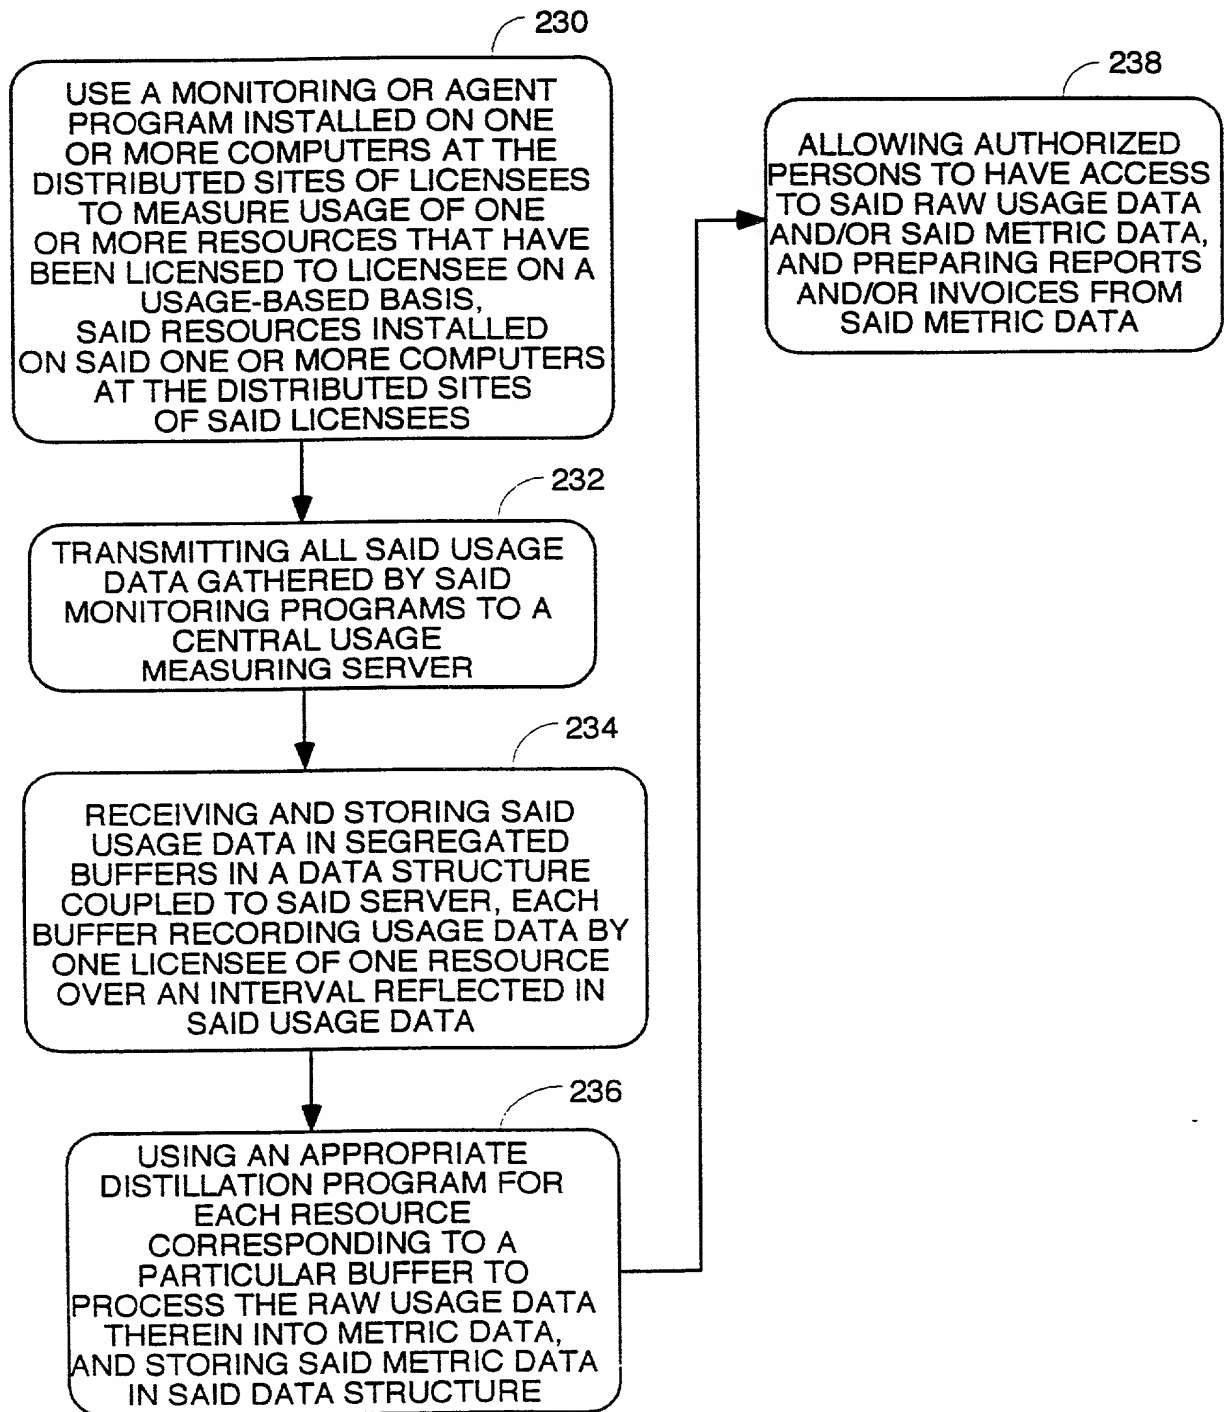 230
USE A MONITORING OR AGENT
PROGRAM INSTALLED ON ONE
OR MORE COMPUTERS AT THE
DISTRIBUTED SITES OF LICENSEES
TO MEASURE USAGE OF ONE
OR MORE RESOURCES THAT HAVE
BEEN LICENSED TO LICENSEE ON A
USAGE-BASED BASIS,
SAID RESOURCES INSTALLED
ON SAID ONE OR MORE COMPUTERS
AT THE DISTRIBUTED SITES
OF SAID LICENSEES
232
TRANSMITTING ALL SAID USAGE
DATA GATHERED BY SAID
MONITORING PROGRAMS TO A
CENTRAL USAGE
MEASURING SERVER
234
RECEIVING AND STORING SAID
USAGE DATA IN SEGREGATED
BUFFERS IN A DATA STRUCTURE
COUPLED TO SAID SERVER, EACH
BUFFER RECORDING USAGE DATA BY
ONE LICENSEE OF ONE RESOURCE
OVER AN INTERVAL REFLECTED IN
SAID USAGE DATA
236
USING AN APPROPRIATE
DISTILLATION PROGRAM FOR
EACH RESOURCE
CORRESPONDING TO A
PARTICULAR BUFFER TO
PROCESS THE RAW USAGE DATA
THEREIN INTO METRIC DATA,
AND STORING SAID METRIC DATA
IN SAID DATA STRUCTURE
238
ALLOWING AUTHORIZED
PERSONS TO HAVE ACCESS
TO SAID RAW USAGE DATA
AND/OR SAID METRIC DATA,
AND PREPARING REPORTS
AND/OR INVOICES FROM
SAID METRIC DATA